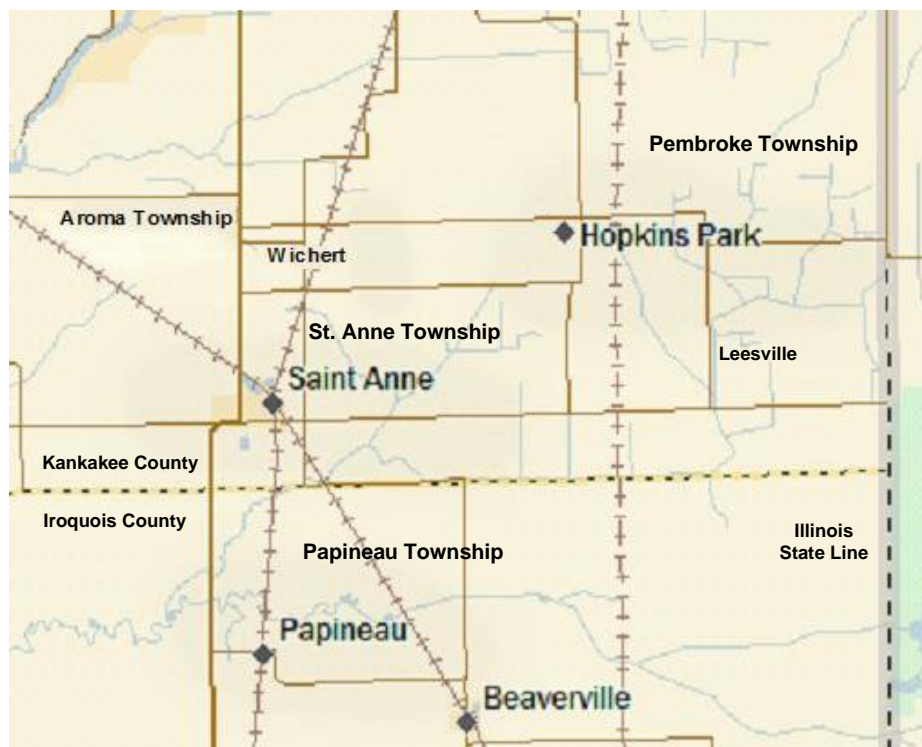 Pembroke Township
Aroma Township
Hopkins Park
Wichert
St. Anne Township
Leesville
Saint Anne
Kankakee County
Iroquois County
Illinois
State Line
Papineau Township
Papineau
Beaverville